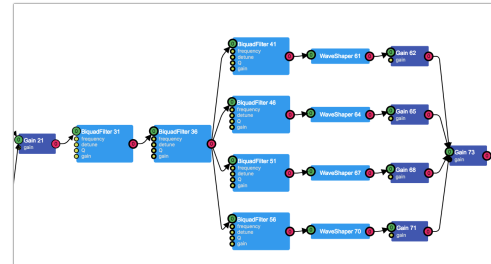 BiquadFilter 41
frequency
detune
Q
gain
WaveShaper 61
Gain 62
gain
Gain 21
gain
BiquadFilter 31
frequency
detune
Q
gain
BiquadFilter 36
frequency
detune
Q
gain
BiquadFilter 46
frequency
detune
Q
gain
WaveShaper 64
Gain 65
gain
Gain 73
gain
BiquadFilter 51
frequency
detune
Q
gain
WaveShaper 67
Gain 68
gain
BiquadFilter 56
frequency
detune
Q
gain
WaveShaper 70
Gain 71
gain